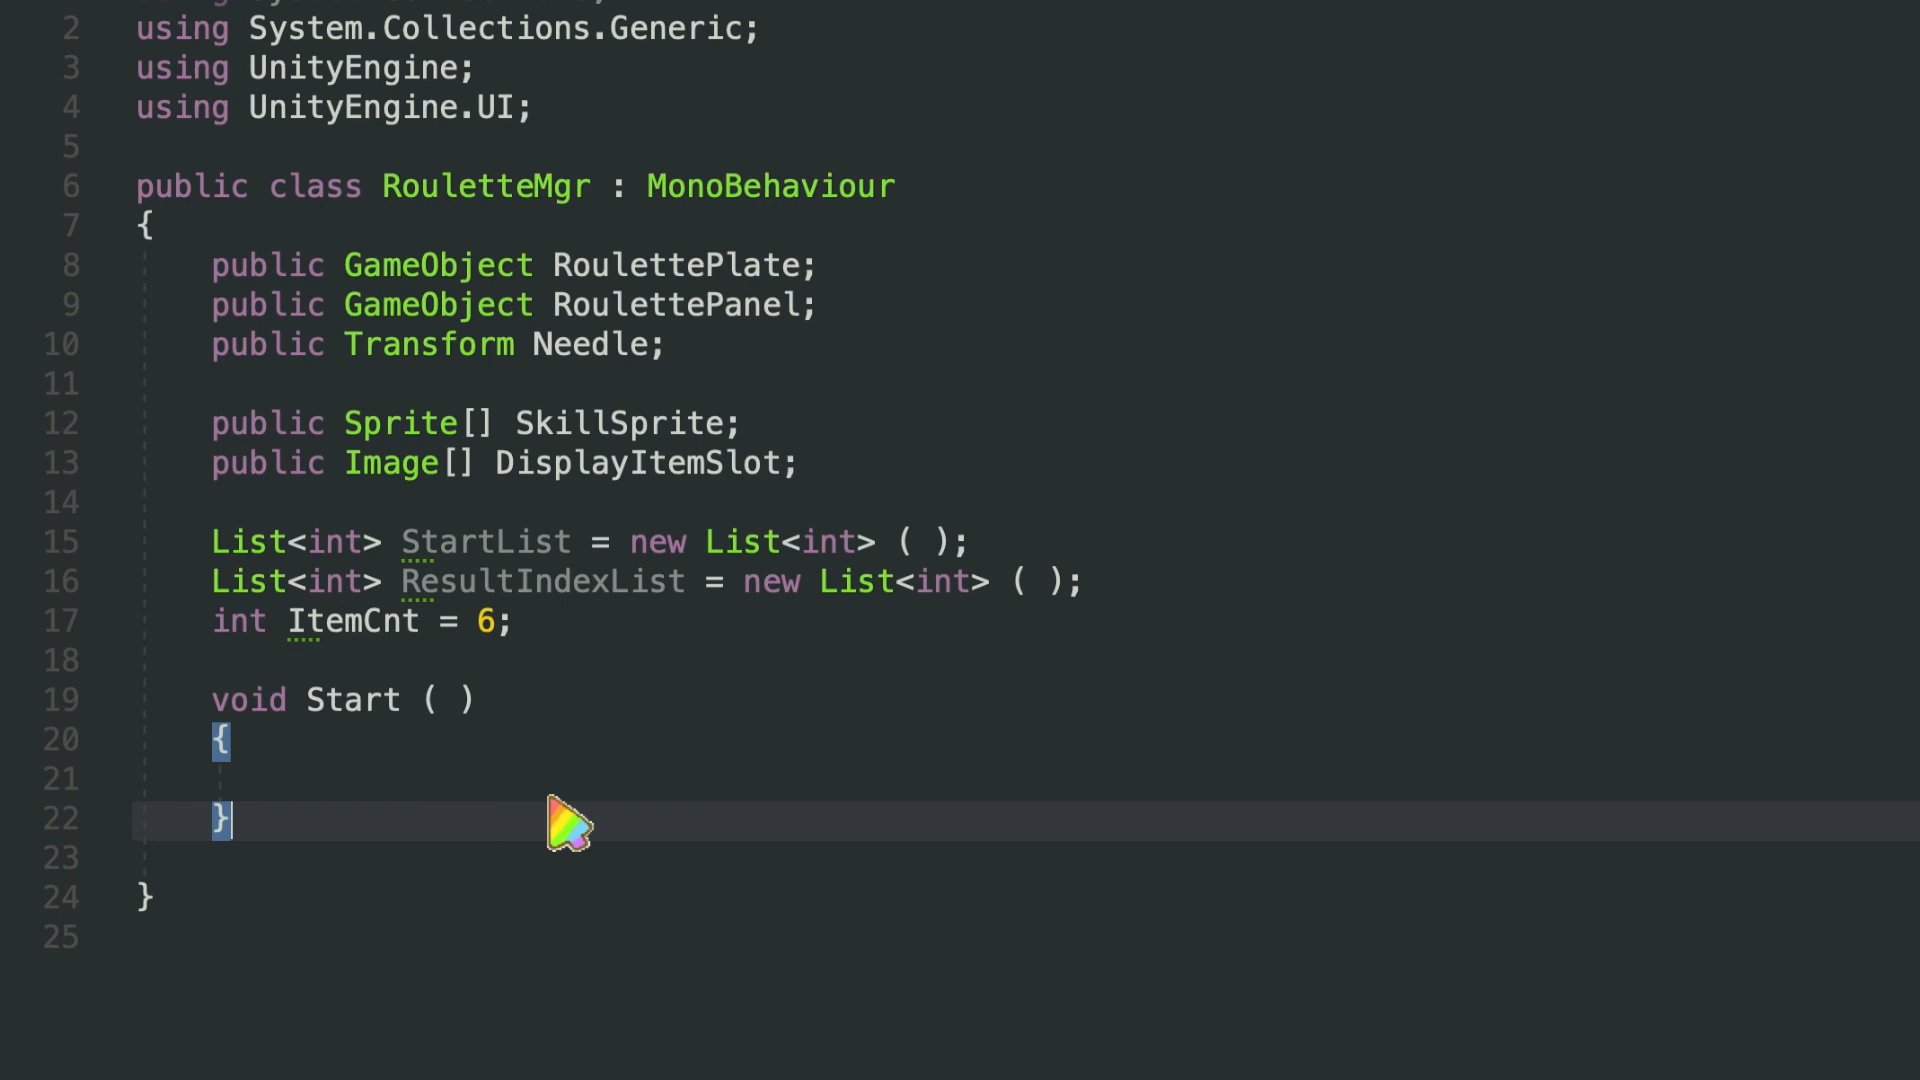 2 using System.Collections.Generic;
3 using UnityEngine;
4 using UnityEngine.UI;
5
6 public class RouletteMgr : MonoBehaviour
7 {
8 public GameObject RoulettePlate;
9 public GameObject RoulettePanel;
10 public Transform Needle;
11
12 public Sprite[] SkillSprite;
13 public Image[] DisplayItemSlot;
14
15 List<int> StartList = new List<int> ( );
16 List<int> ResultIndexList = new List<int> ( );
17 int ItemCnt = 6;
18
19 void Start ( )
20 {
21
22 }
23
24 }
25